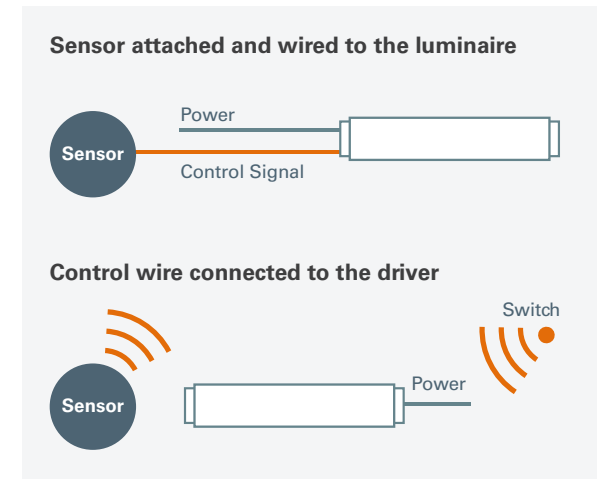 Sensor attached and wired to the luminaire
Power
Sensor
Control Signal
Control wire connected to the driver
Switch
Power
Sensor